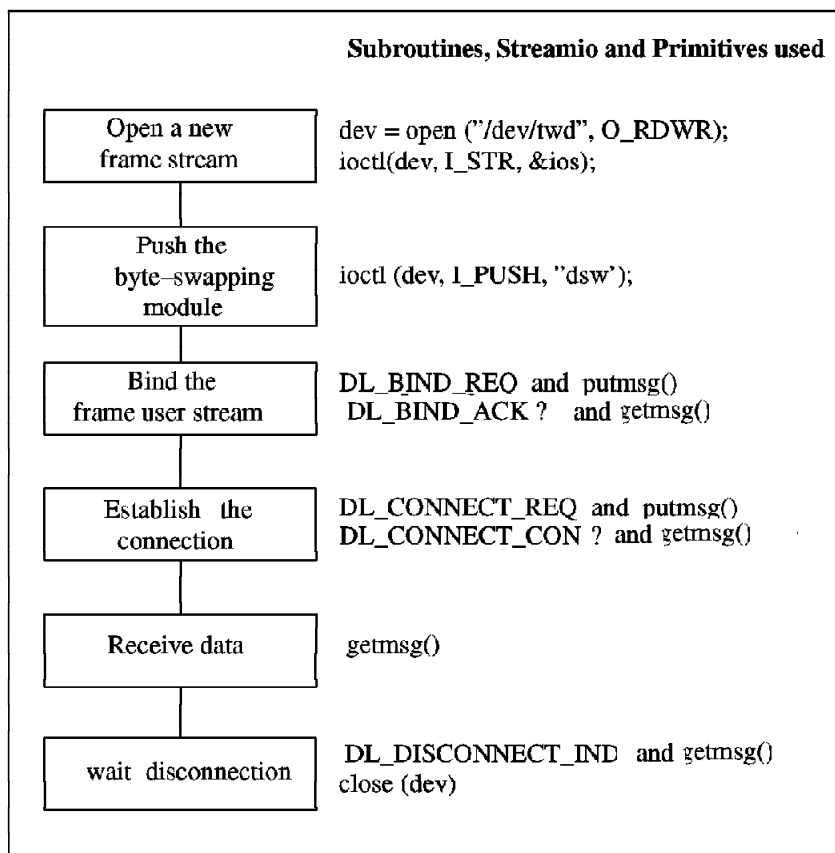 Subroutines, Streamio and Primitives used
Open a new
frame stream
dev = open ("/dev/twd", O_RDWR);
ioctl(dev, I_STR, &ios);
Push the
byte–swapping
module
ioctl (dev, I_PUSH, "dsw');
Bind the
frame user stream
DL_BIND_REQ and putmsg()
DL_BIND_ACK ? and getmsg()
Establish the
connection
DL_CONNECT_REQ and putmsg()
DL_CONNECT_CON ? and getmsg()
Receive data
getmsg()
wait disconnection
DL_DISCONNECT_IND and getmsg()
close (dev)